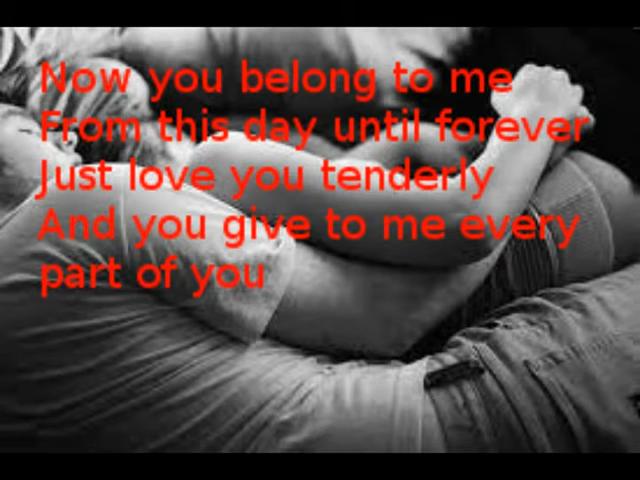 Now you belong to me
From this day until forever
Just love you tenderly
And you give to me every
part of you